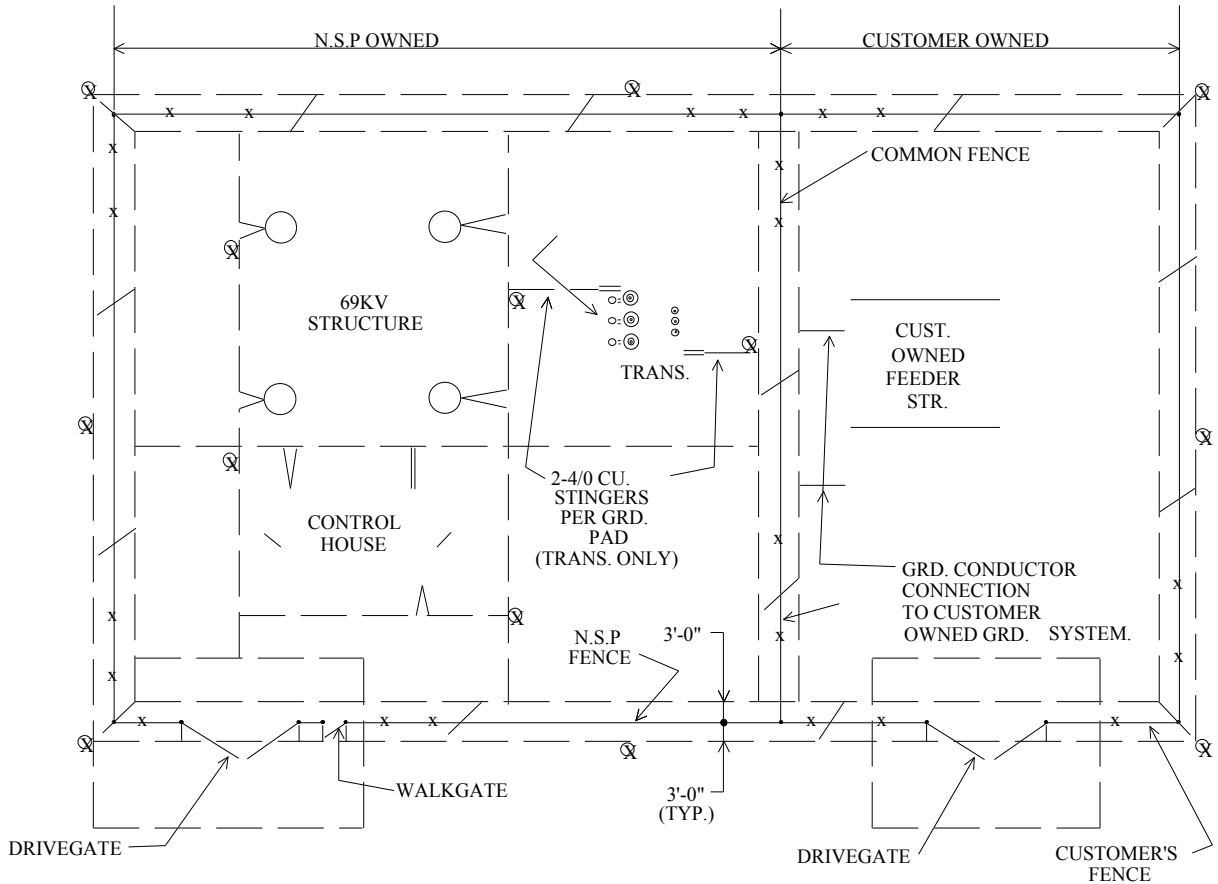 N.S.P OWNED
CUSTOMER OWNED
COMMON FENCE
69KV
STRUCTURE
TRANS.
CUST.
OWNED
FEEDER
STR.
2-4/0 CU.
STINGERS
PER GRD.
PAD
(TRANS. ONLY)
CONTROL
HOUSE
GRD. CONDUCTOR
CONNECTION
TO CUSTOMER
OWNED GRD. SYSTEM.
N.S.P
FENCE
3'-0"
WALKGATE
3'-0"
(TYP.)
DRIVEGATE
DRIVEGATE
CUSTOMER'S
FENCE